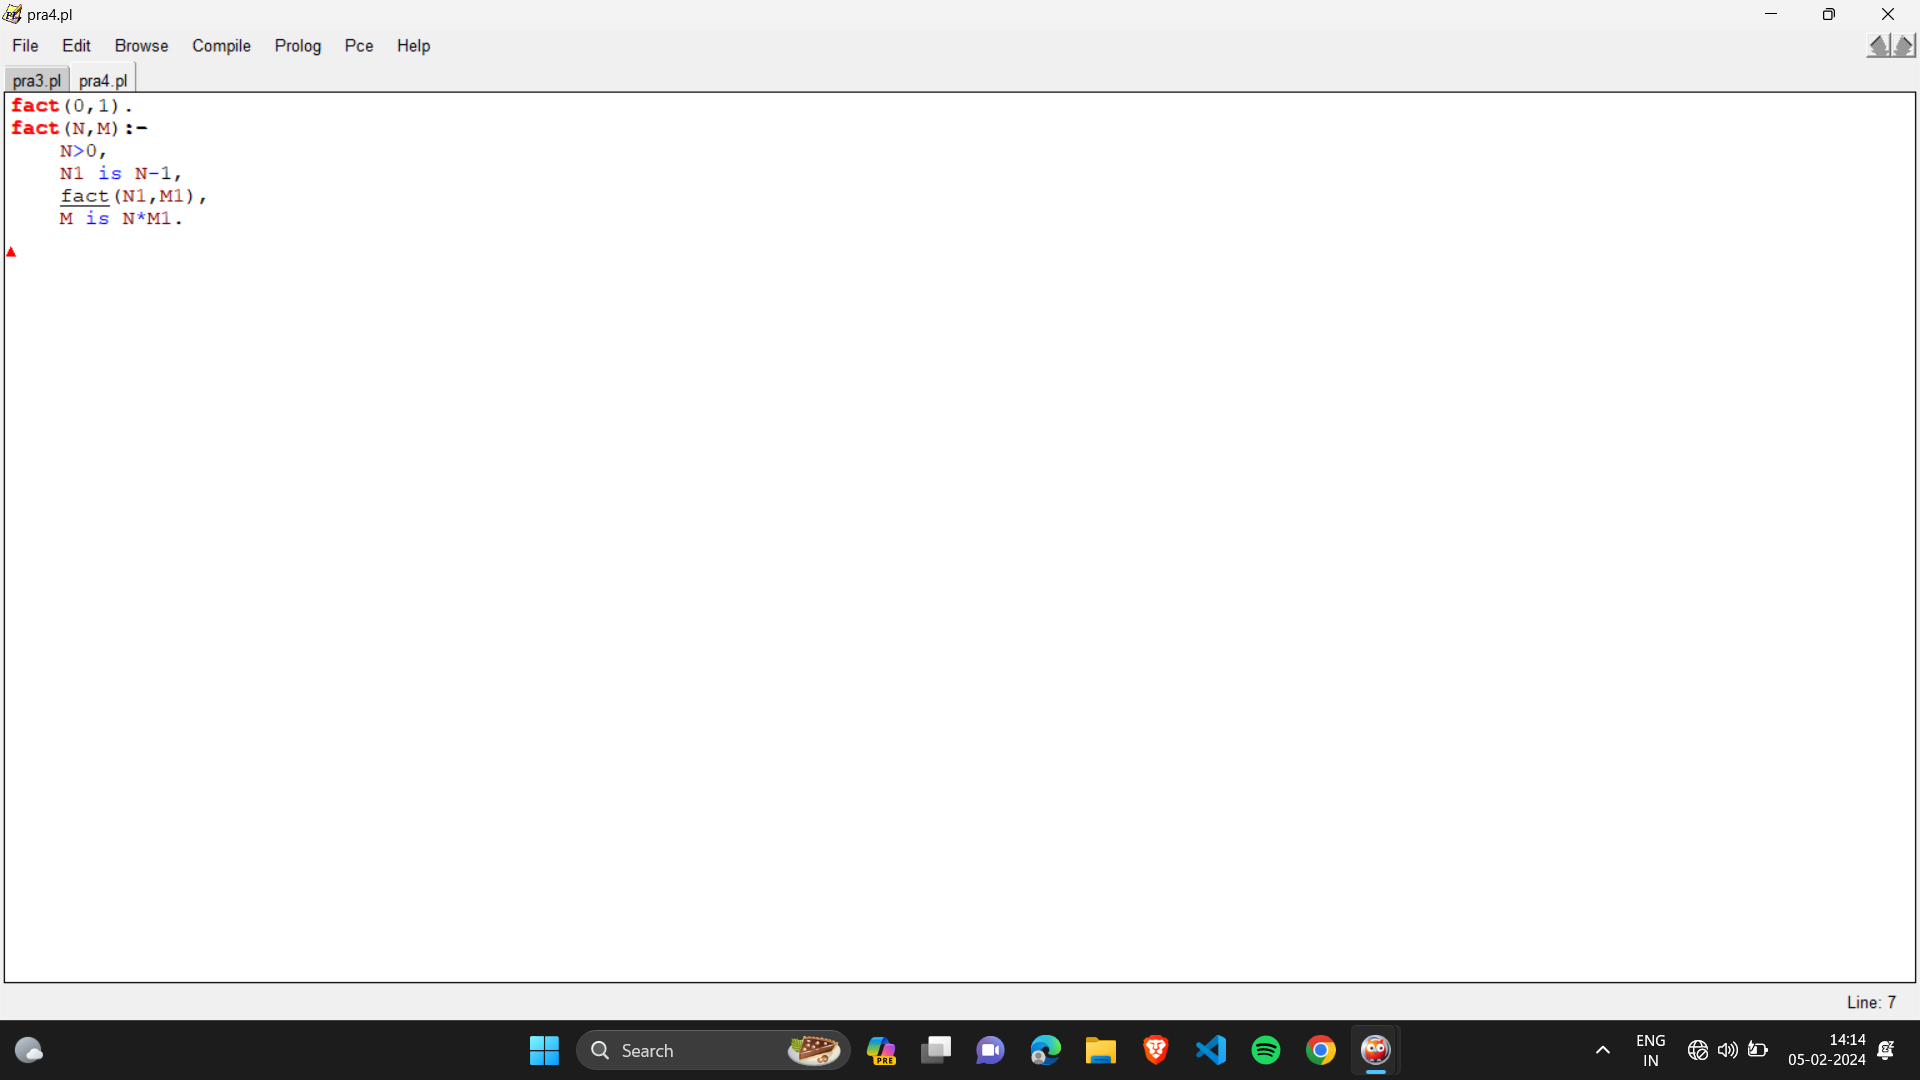 pra4.pl
File Edit Browse Compile Prolog Pce Help
pra3.pl pra4.pl
fact(0,1).
fact(N,M):-
N>0,
N1 is N-1,
fact(N1,M1),
M is N*M1.
Line: 7
Search
PRE
ENG
IN
14:14
05-02-2024